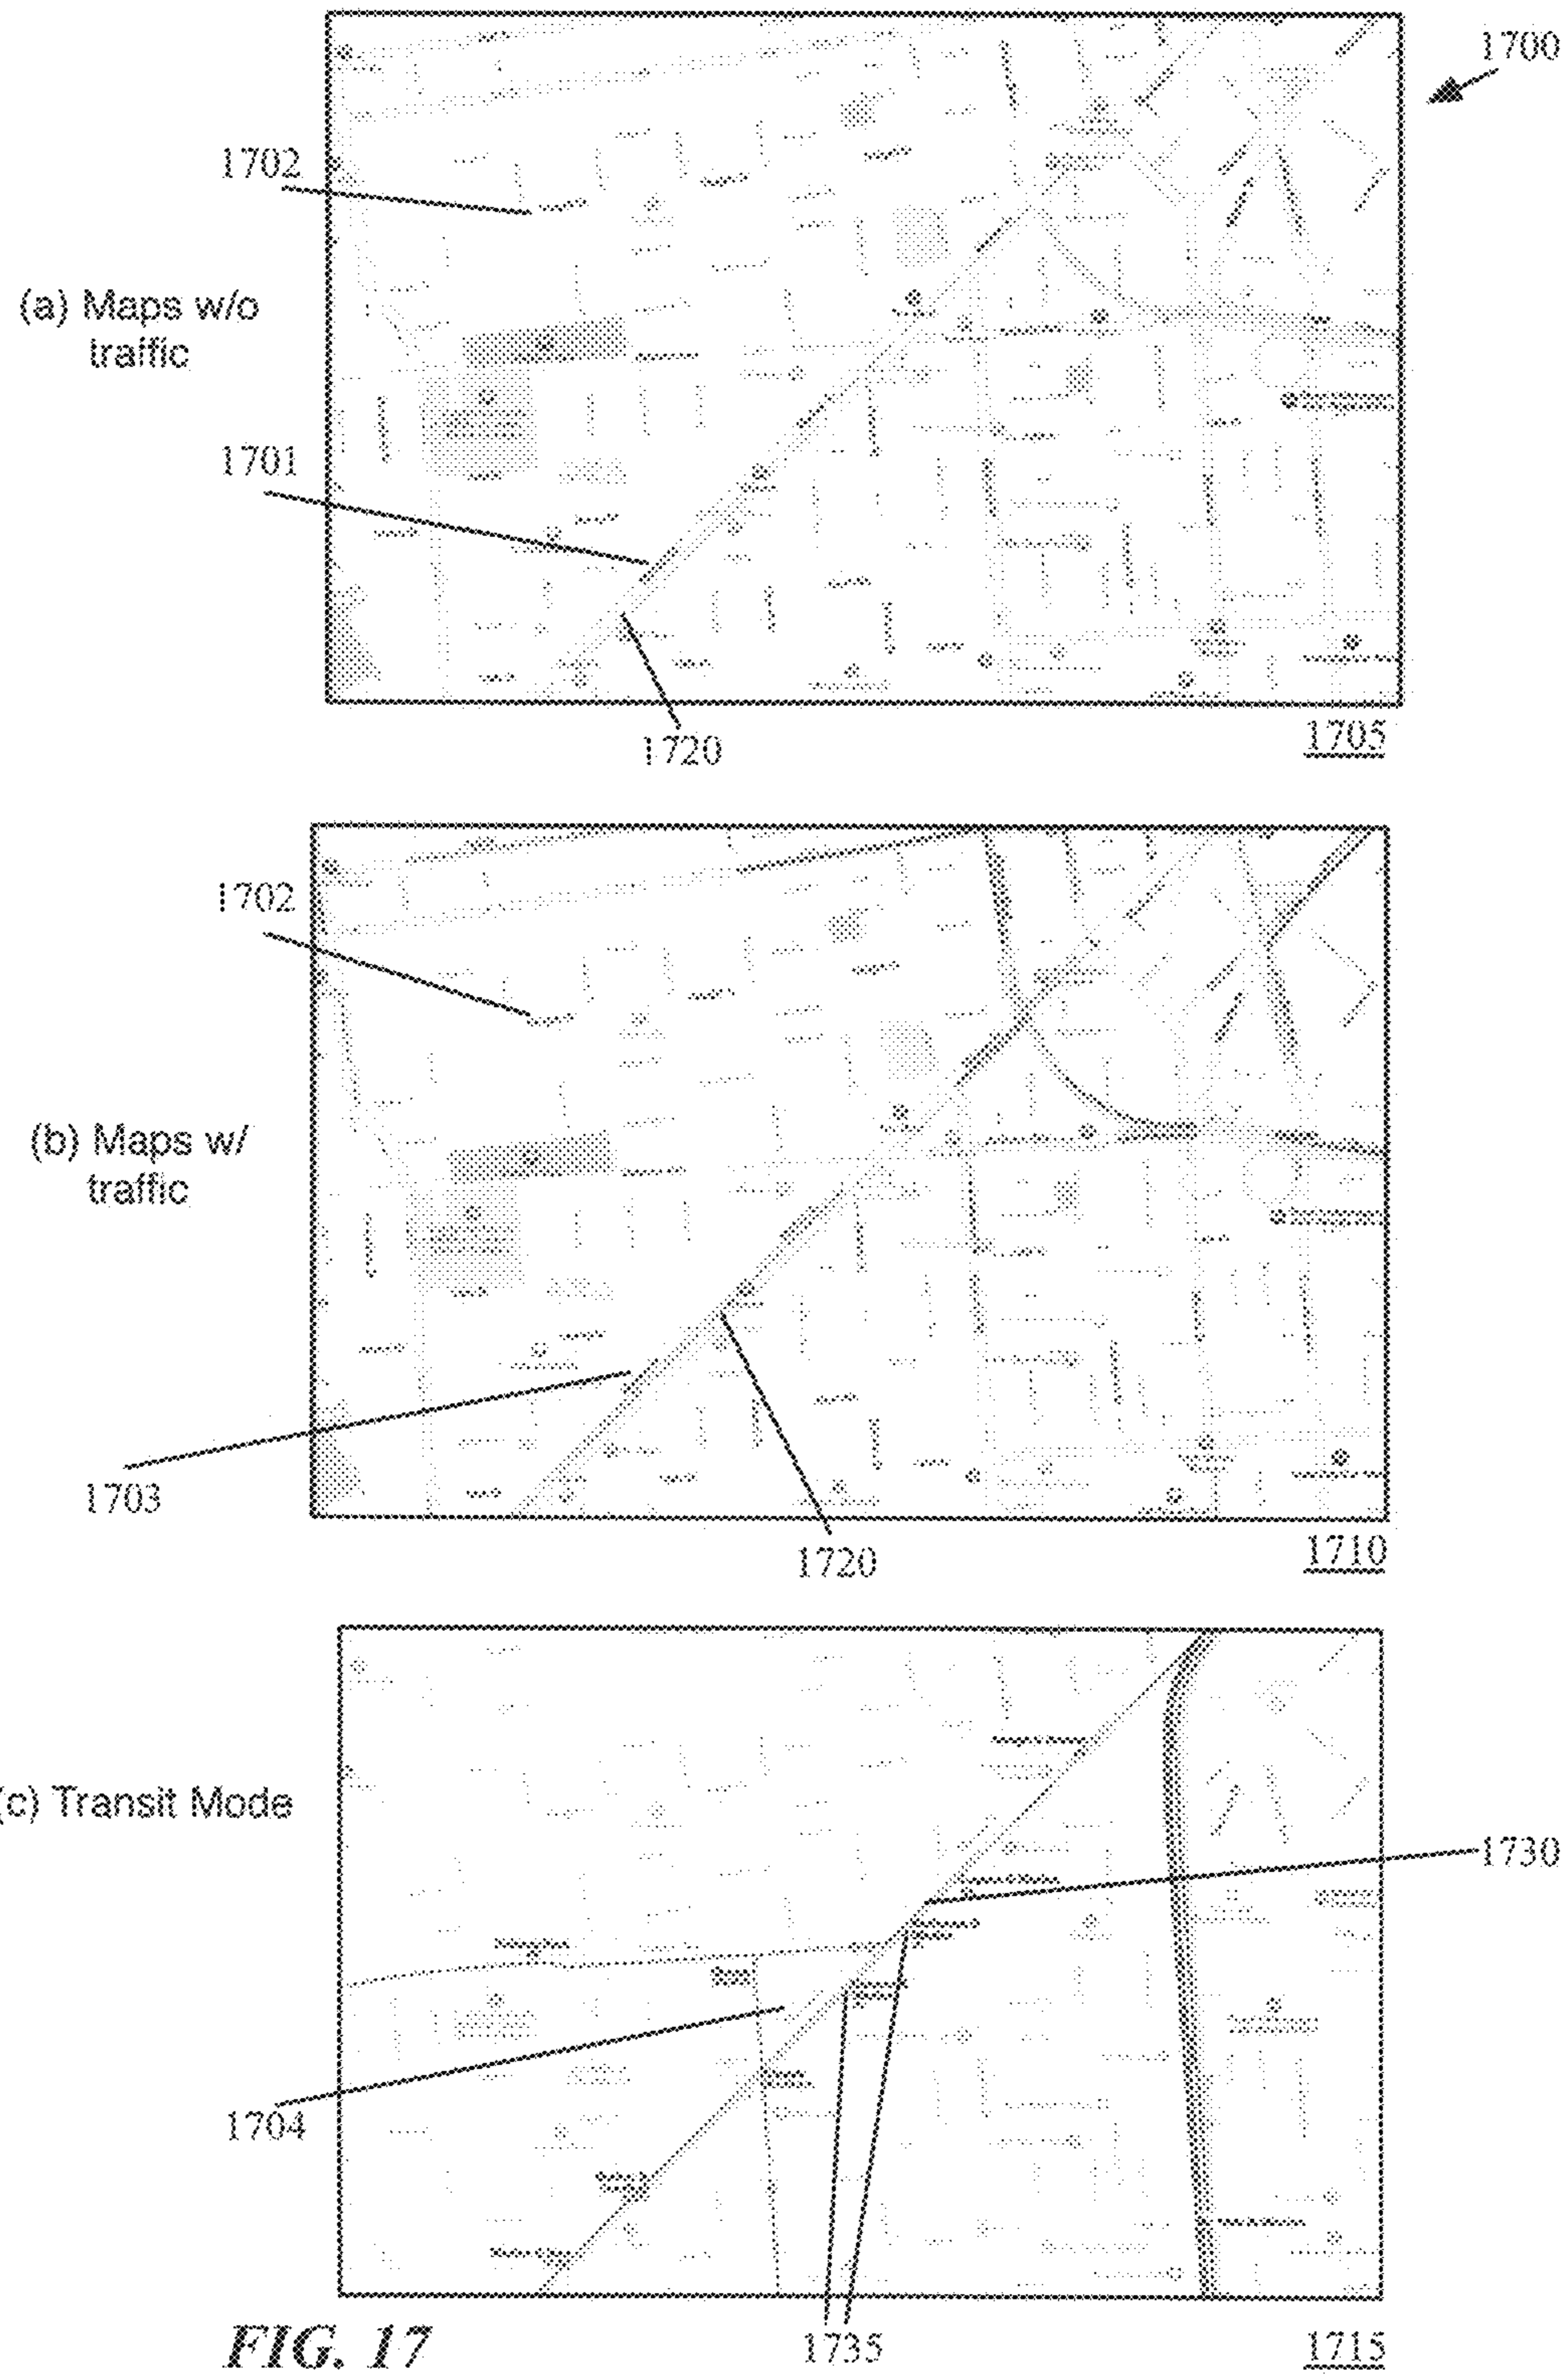 1700
1702
(a) Maps w/o
traffic
1701
1720
1705
1702
(b) Maps w/
traffic
1703
1720
1710
(c) Transit Mode
1730
1704
1735
1715
FIG. 17